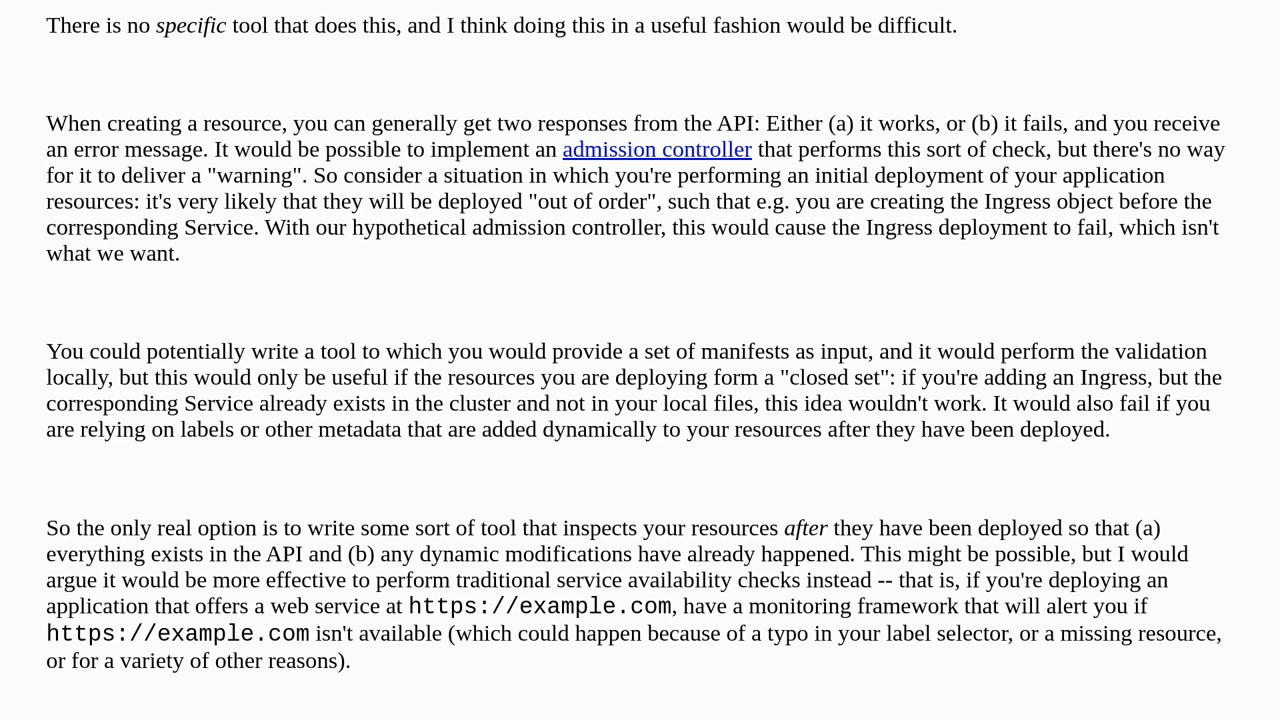 There is no specific tool that does this, and I think doing this in a useful fashion would be difficult.
When creating a resource, you can generally get two responses from the API: Either (a) it works, or (b) it fails, and you receive
an error message. It would be possible to implement an admission controller that performs this sort of check, but there's no way
for it to deliver a "warning". So consider a situation in which you're performing an initial deployment of your application
resources: it's very likely that they will be deployed "out of order", such that e.g. you are creating the Ingress object before the
corresponding Service. With our hypothetical admission controller, this would cause the Ingress deployment to fail, which isn't
what we want.
You could potentially write a tool to which you would provide a set of manifests as input, and it would perform the validation
locally, but this would only be useful if the resources you are deploying form a "closed set": if you're adding an Ingress, but the
corresponding Service already exists in the cluster and not in your local files, this idea wouldn't work. It would also fail if you
are relying on labels or other metadata that are added dynamically to your resources after they have been deployed.
So the only real option is to write some sort of tool that inspects your resources after they have been deployed so that (a)
everything exists in the API and (b) any dynamic modifications have already happened. This might be possible, but I would
argue it would be more effective to perform traditional service availability checks instead -- that is, if you're deploying an
application that offers a web service at https://example.com, have a monitoring framework that will alert you if
https://example.com isn't available (which could happen because of a typo in your label selector, or a missing resource,
or for a variety of other reasons).